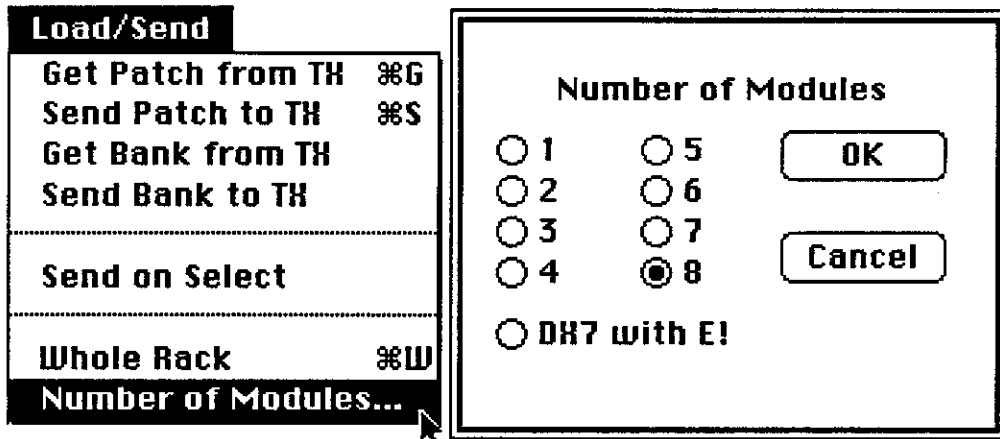 Load/Send
Get Patch from TX ⌘G
Send Patch to TX ⌘S
Get Bank from TX
Send Bank to TX
Send on Select
Whole Rack ⌘W
Number of Modules...
Number of Modules
1 5 OK
2 6
3 7
4 8 Cancel
DX7 with E!